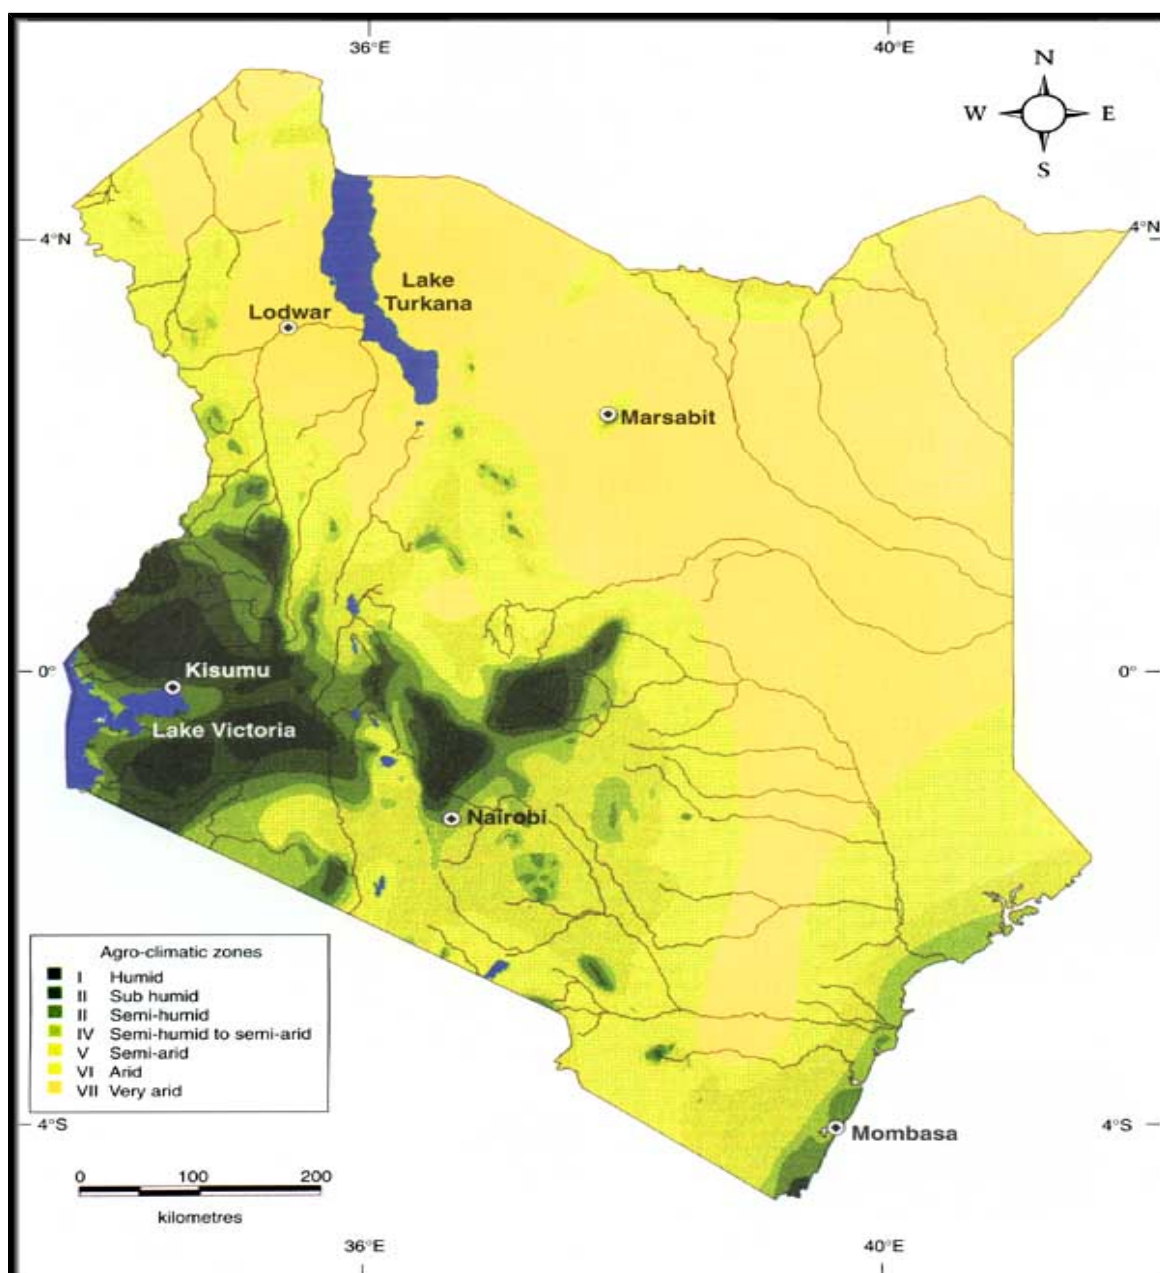 36°E
40°E
N
W
E
S
4°N
4°N
Lake
Turkana
Lodwar
Marsabit
Kisumu
0°
0°
Lake Victoria
Nairobi
Agro-climatic zones
I Humid
II Sub humid
II Semi-humid
IV Semi-humid to semi-arid
V Semi-arid
VI Arid
VII Very arid
4°S
4°S
Mombasa
0 100 200
kilometres
36°E
40°E